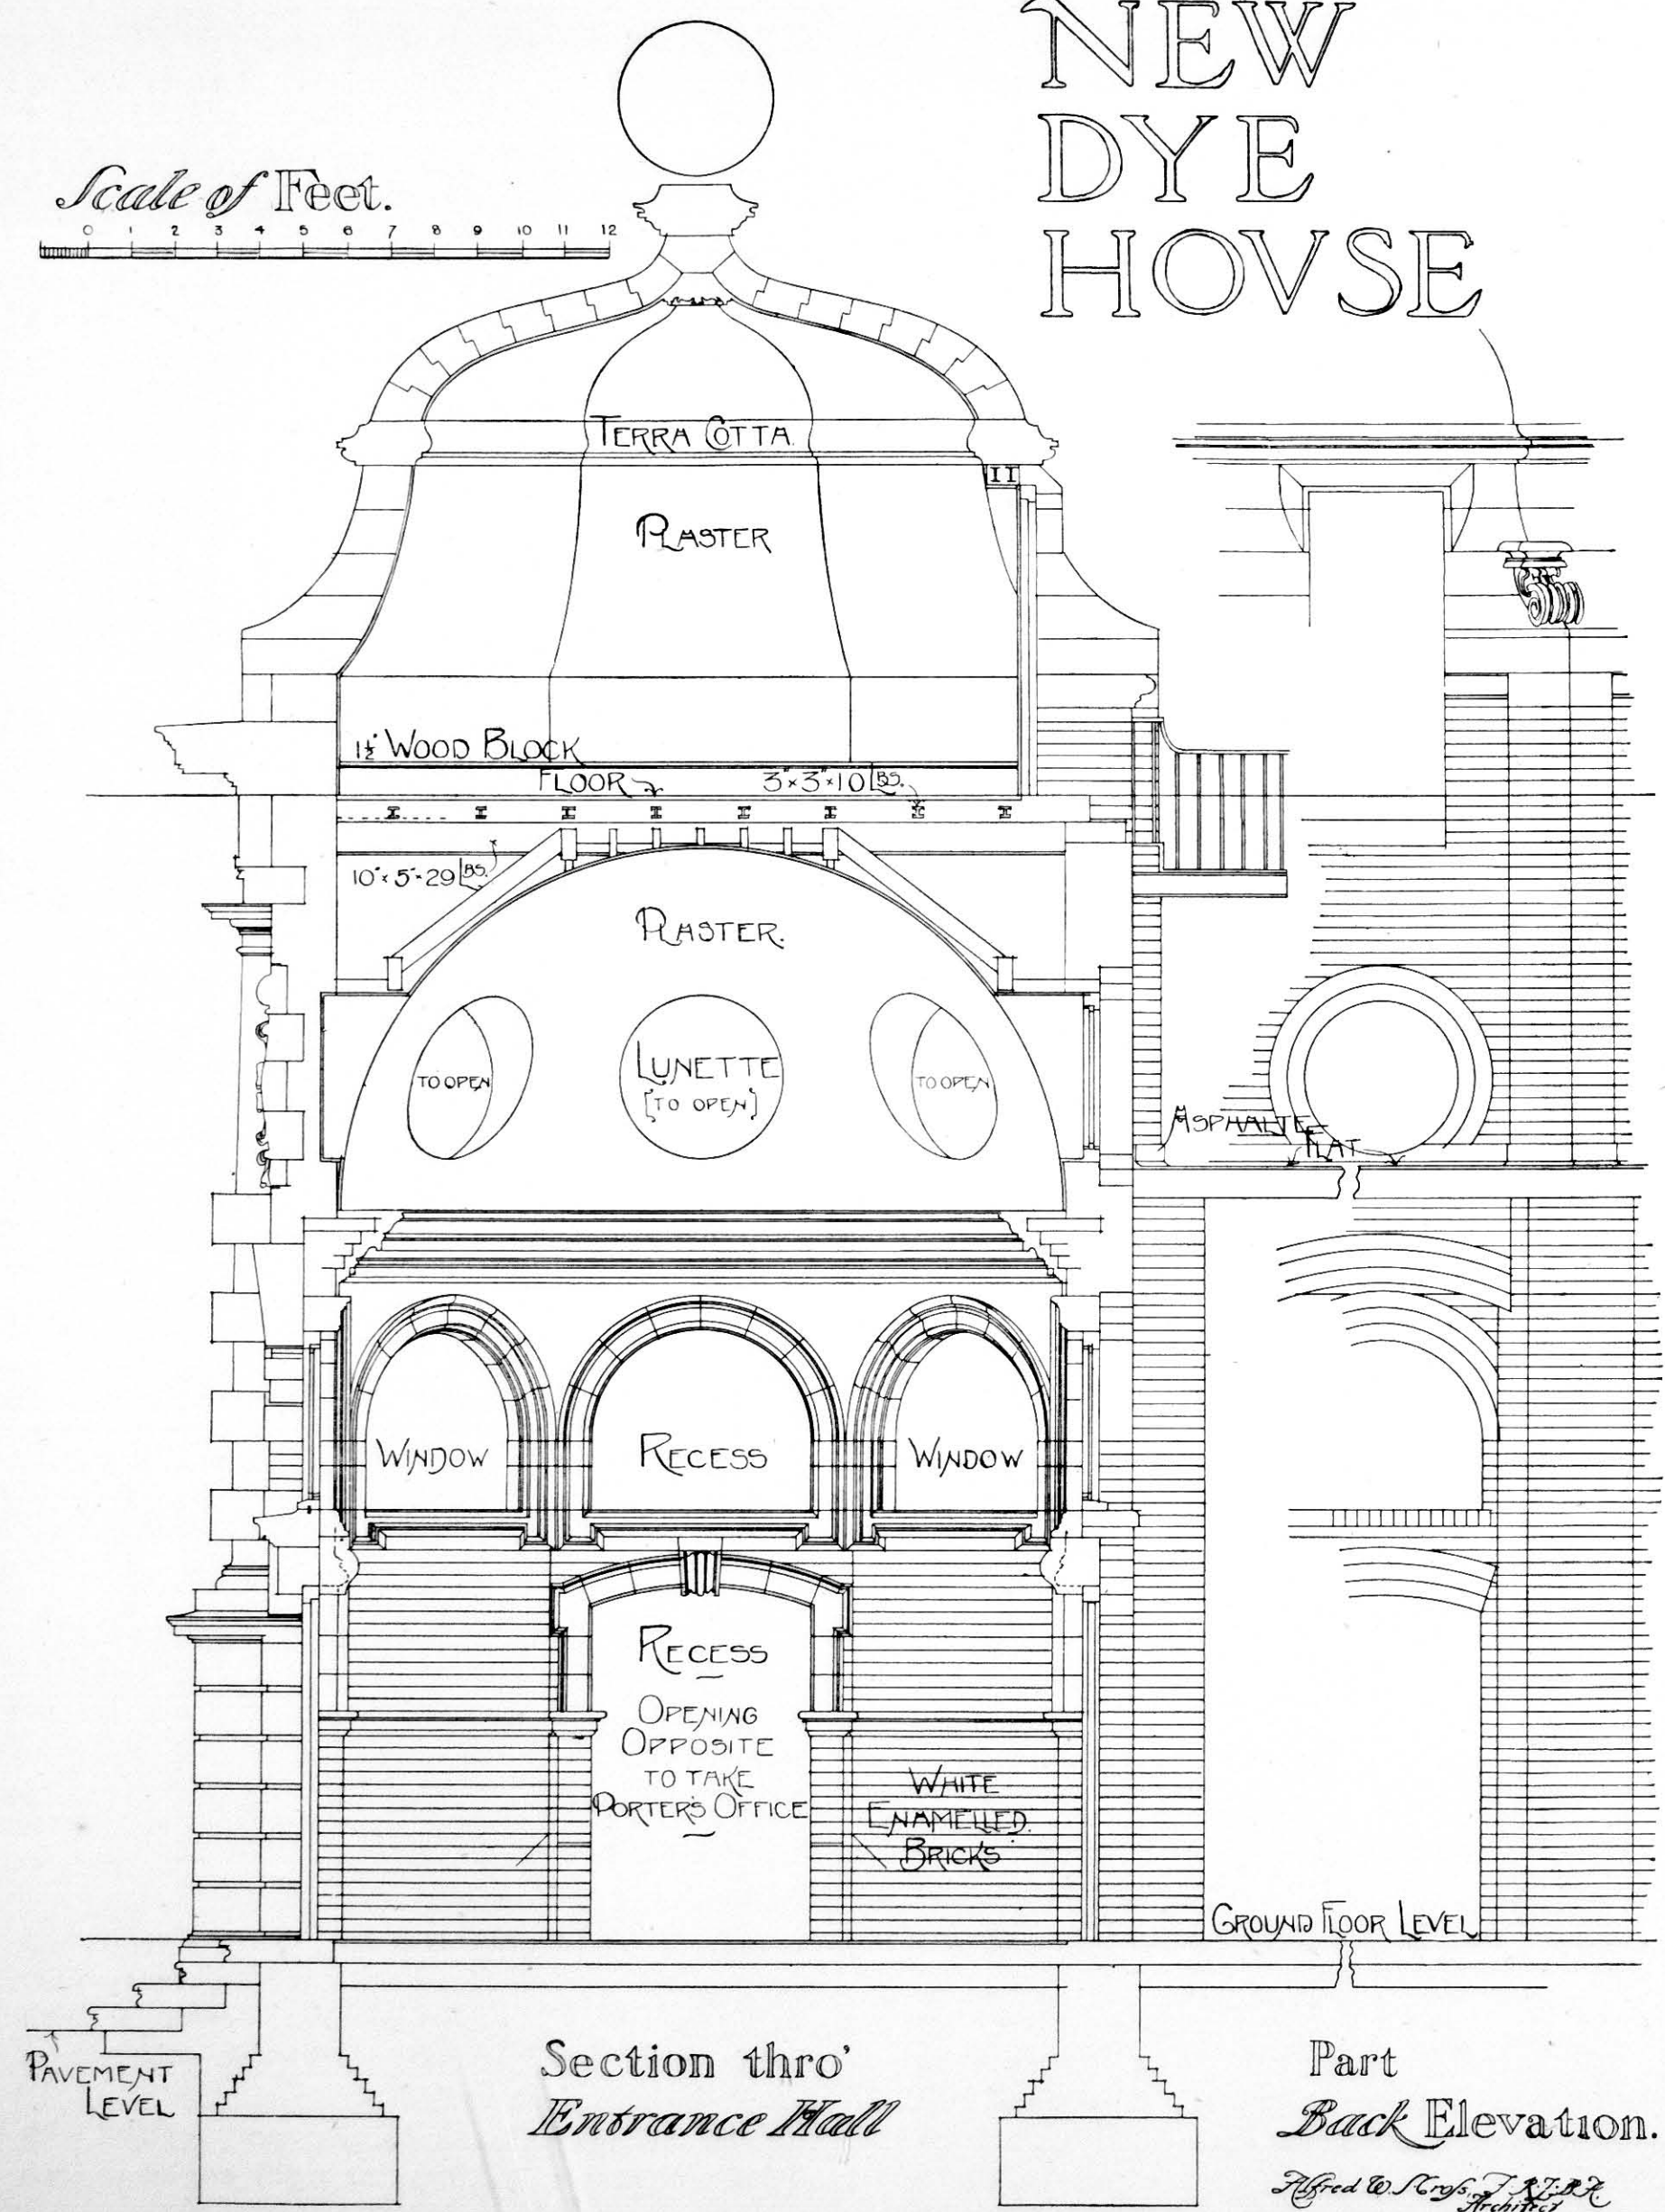 NEW
DYE
HOVSE
Scale of Feet.
0 1 2 3 4 5 6 7 8 9 10 11 12
TERRA COTTA.
PLASTER
1½" WOOD BLOCK
FLOOR
3"×3"×10 LBS.
10"×5"×29 LBS.
PLASTER.
TO OPEN
LUNETTE
[TO OPEN]
TO OPEN
ASPHALTE
FLAT
WINDOW
RECESS
WINDOW
RECESS
OPENING
OPPOSITE
TO TAKE
PORTER'S OFFICE
WHITE
ENAMELLED.
BRICKS
GROUND FLOOR LEVEL
PAVEMENT
LEVEL
Section thro'
Entrance Hall
Part
Back Elevation.
Alfred W. S. Cross, F.R.I.B.A.
Architect